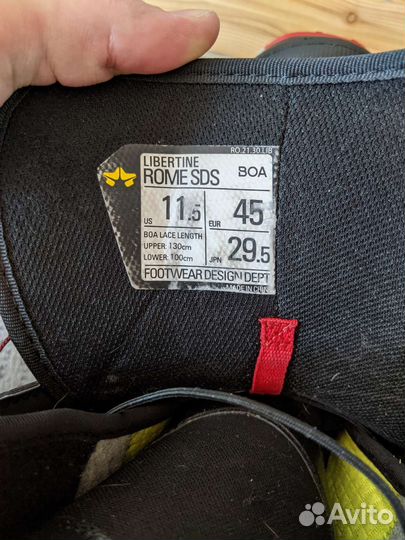 RO.21.30.LIB
LIBERTINE
ROME SDS BOA
US 11.5 EUR 45
BOA LACE LENGTH
UPPER: 130cm
LOWER: 100cm
JPN 29.5
FOOTWEAR DESIGN DEPT
MADE IN CHINA
Avito